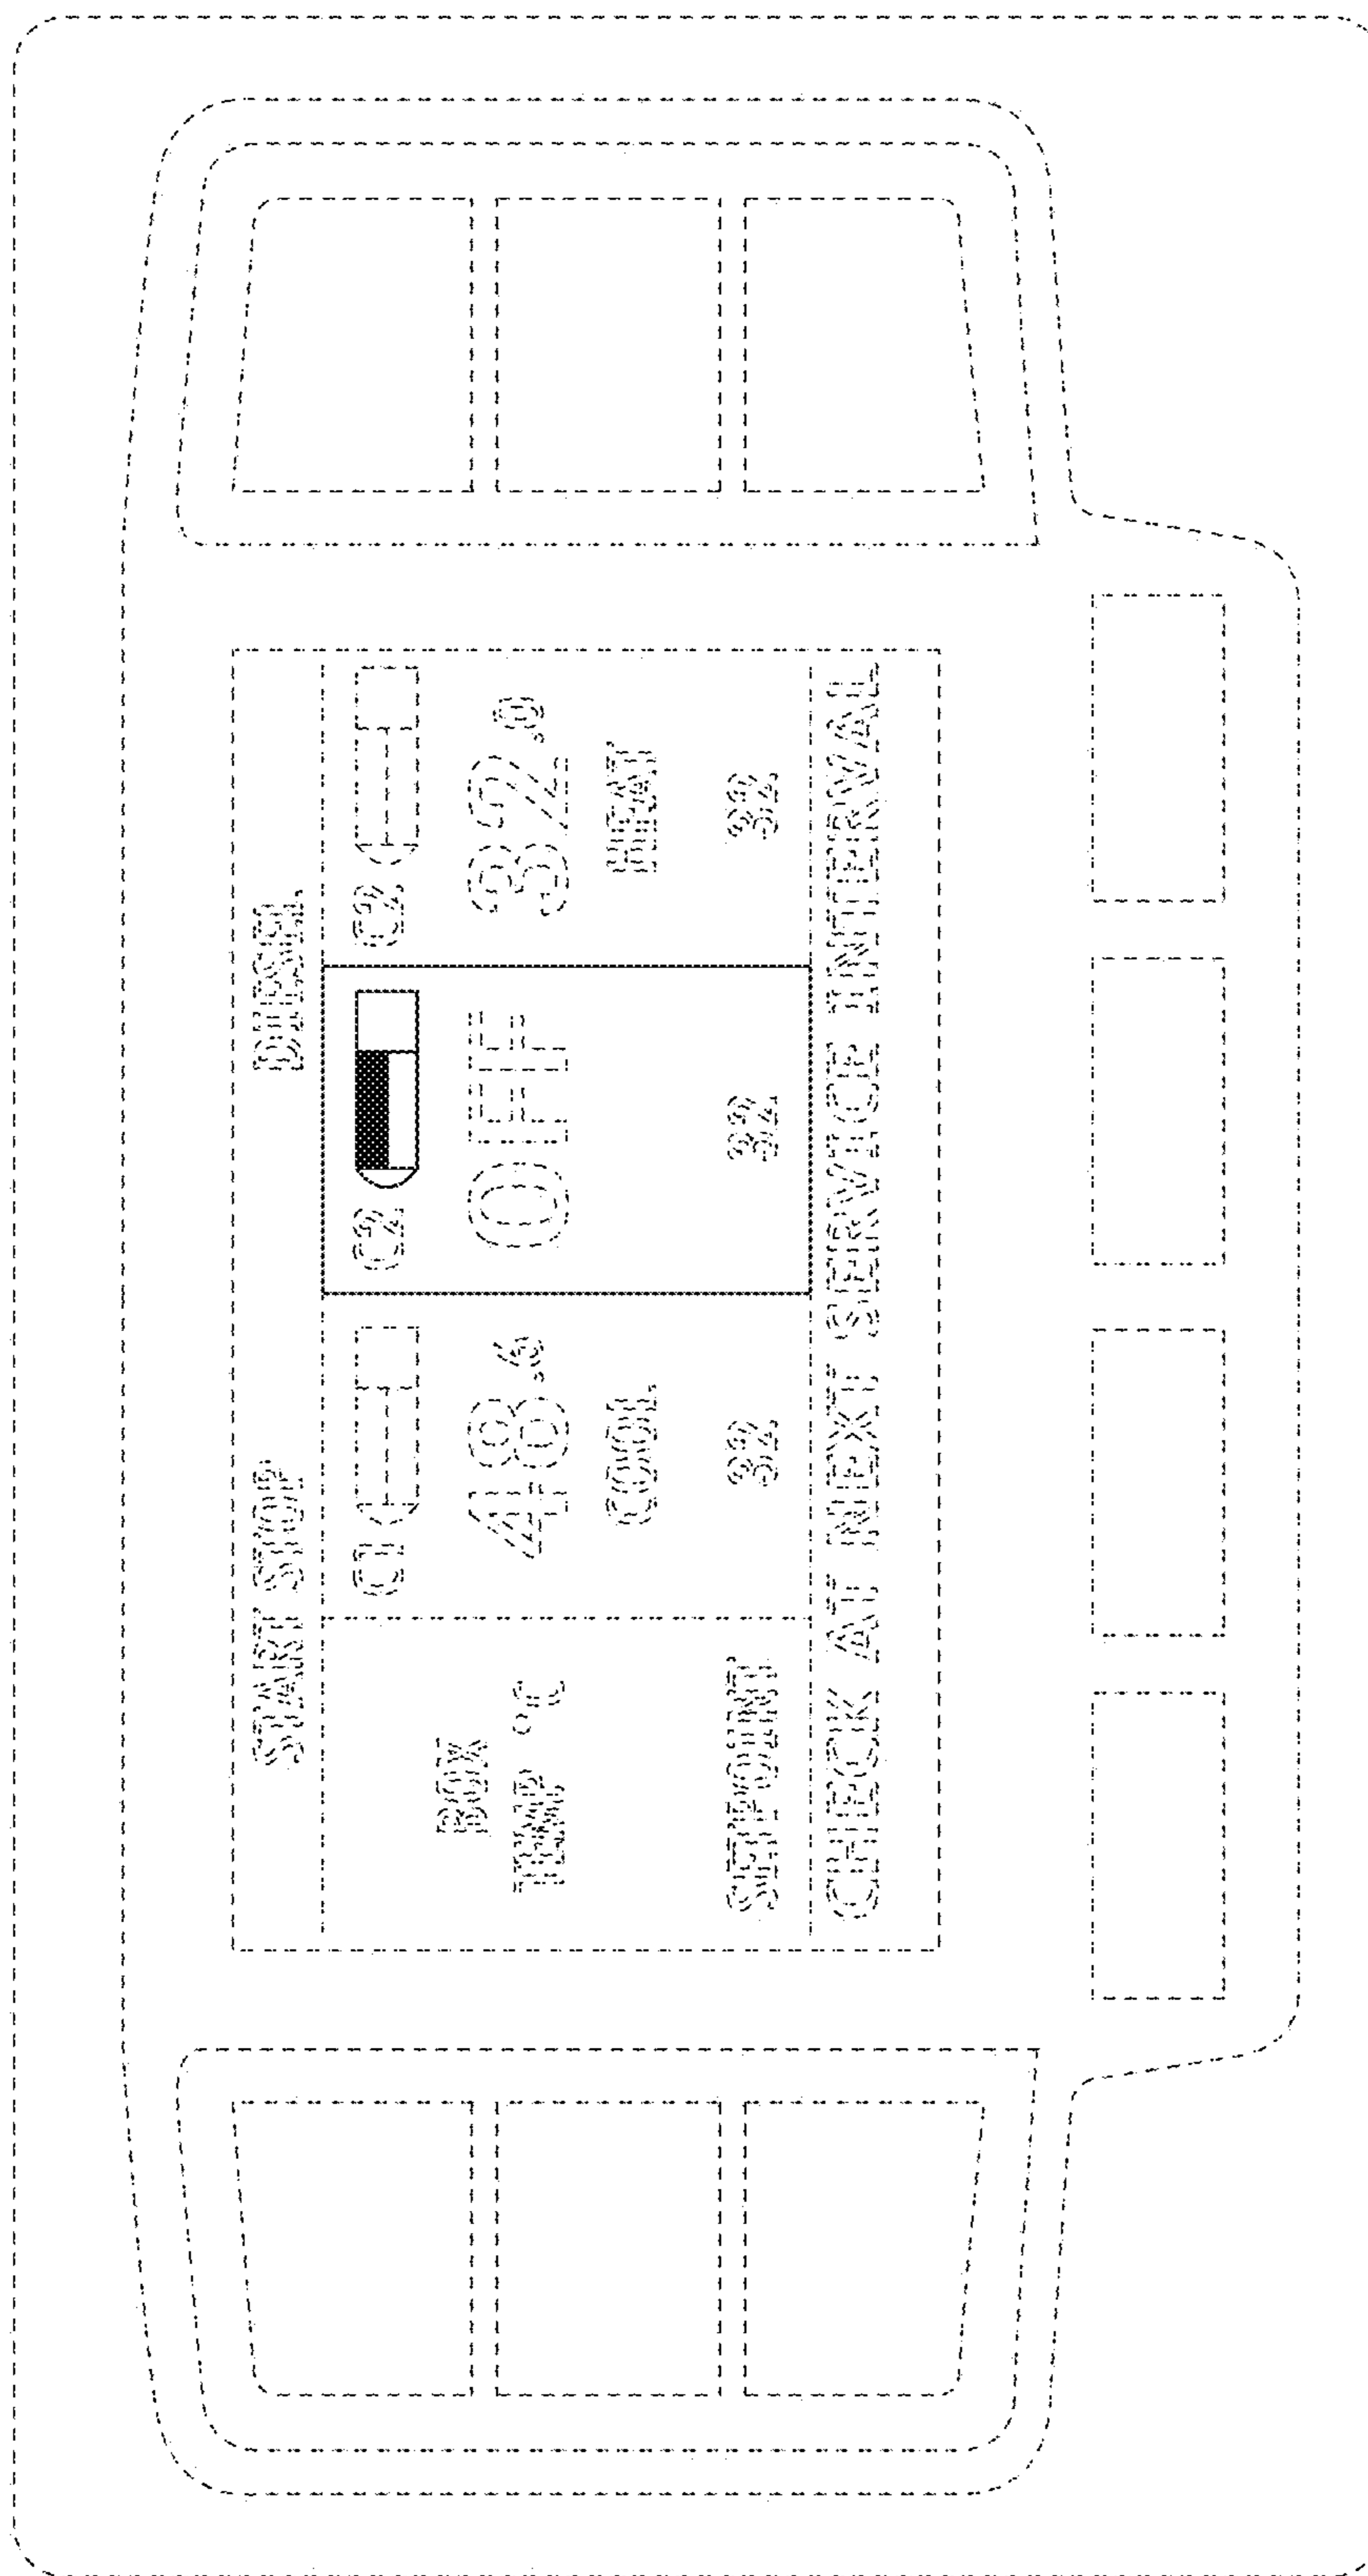 START STOP DIESEL
C1 C2 C2
BOX
TEMP °C
48.6 OFF 32.0
COOL HEAT
SETPOINT 32 32 32
CHECK AT NEXT SERVICE INTERVAL